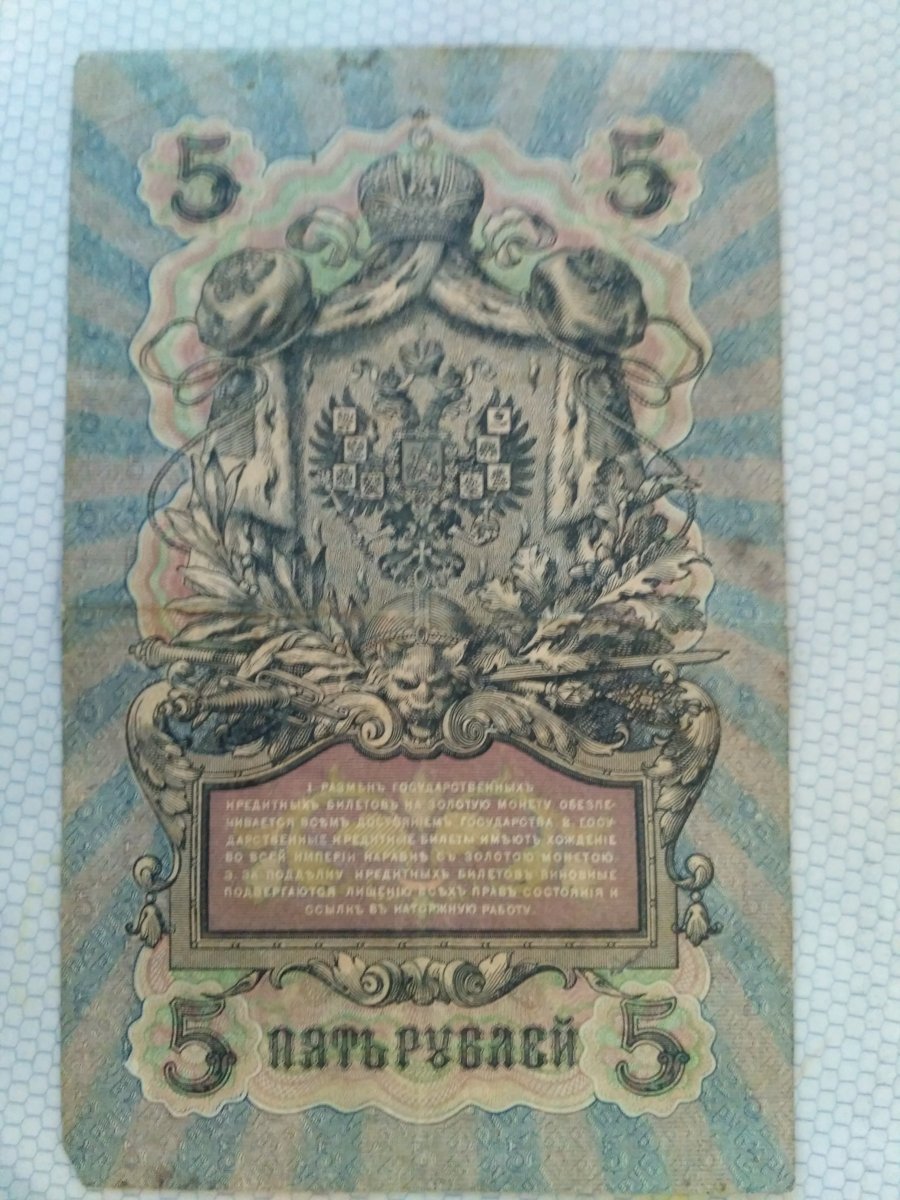 5 5
1. РАЗМѢНЪ ГОСУДАРСТВЕННЫХЪ
КРЕДИТНЫХЪ БИЛЕТОВЪ НА ЗОЛОТУЮ МОНЕТУ ОБЕЗПЕ-
ЧИВАЕТСЯ ВСѢМЪ ДОСТОЯНІЕМЪ ГОСУДАРСТВА 2. ГОСУ-
ДАРСТВЕННЫЕ КРЕДИТНЫЕ БИЛЕТЫ ИМѢЮТЪ ХОЖДЕНІЕ
ВО ВСЕЙ ИМПЕРІИ НАРАВНѢ СЪ ЗОЛОТОЮ МОНЕТОЮ.
3. ЗА ПОДДѢЛКУ КРЕДИТНЫХЪ БИЛЕТОВЪ ВИНОВНЫЕ
ПОДВЕРГАЮТСЯ ЛИШЕНІЮ ВСѢХЪ ПРАВЪ СОСТОЯНІЯ И
ССЫЛКѢ ВЪ КАТОРЖНУЮ РАБОТУ.
5 ПЯТЬ РУБЛЕЙ 5